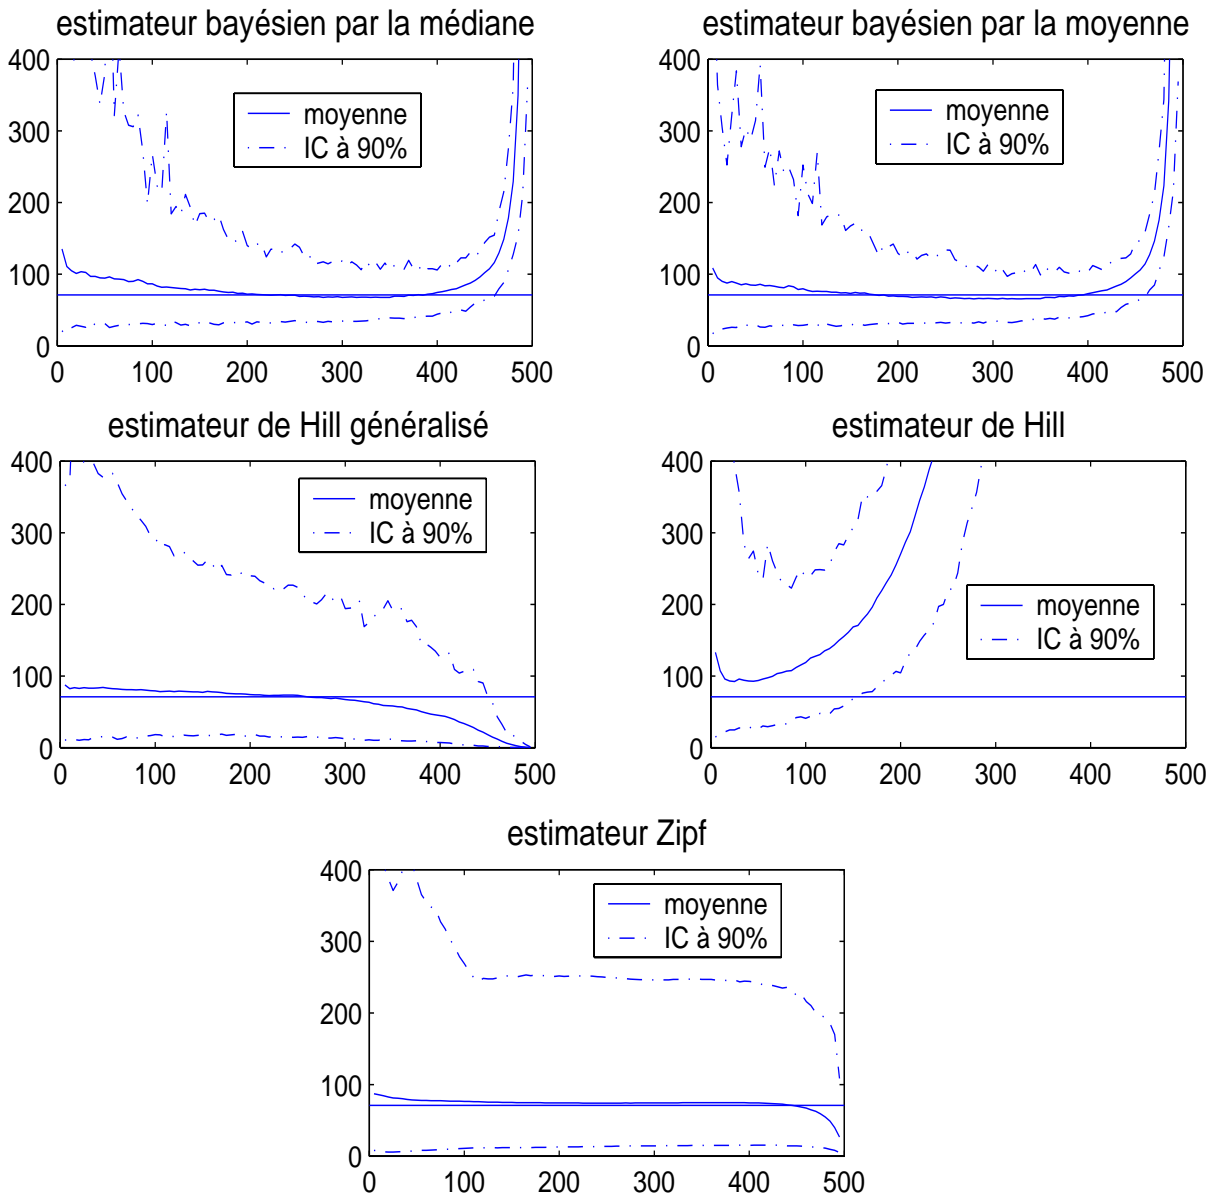 estimateur bayésien par la médiane
400
300
200
100
0
0 100 200 300 400 500
moyenne
IC à 90%
estimateur bayésien par la moyenne
400
300
200
100
0
0 100 200 300 400 500
moyenne
IC à 90%
estimateur de Hill généralisé
400
300
200
100
0
0 100 200 300 400 500
moyenne
IC à 90%
estimateur de Hill
400
300
200
100
0
0 100 200 300 400 500
moyenne
IC à 90%
estimateur Zipf
400
300
200
100
0
0 100 200 300 400 500
moyenne
IC à 90%